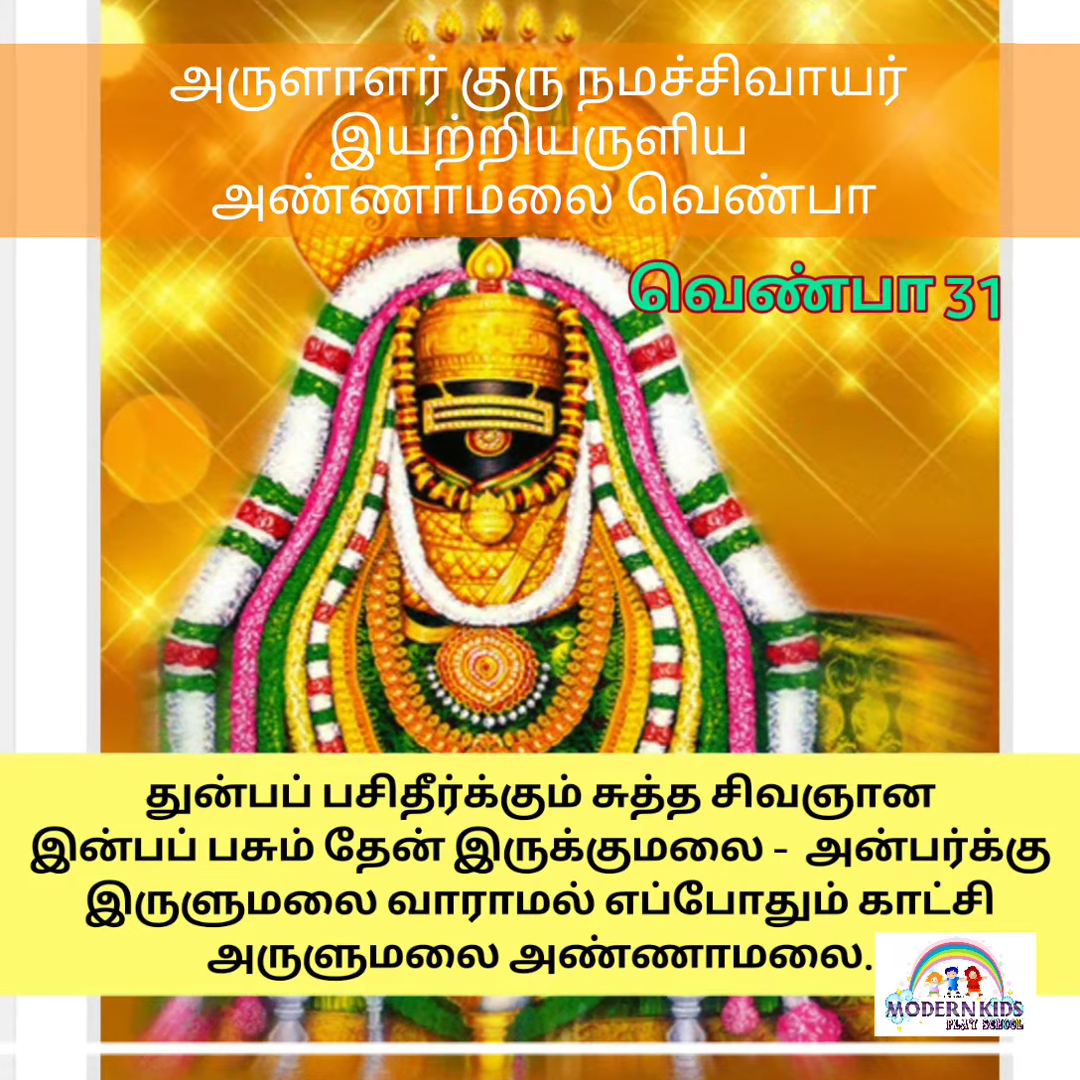 அருளாளர் குரு நமச்சிவாயர்
இயற்றியருளிய
அண்ணாமலை வெண்பா
வெண்பா 31
துன்பப் பசிதீர்க்கும் சுத்த சிவஞான
இன்பப் பசும் தேன் இருக்குமலை - அன்பர்க்கு
இருளுமலை வாராமல் எப்போதும் காட்சி
அருளுமலை அண்ணாமலை.
MODERN KIDS
PLAY SCHOOL